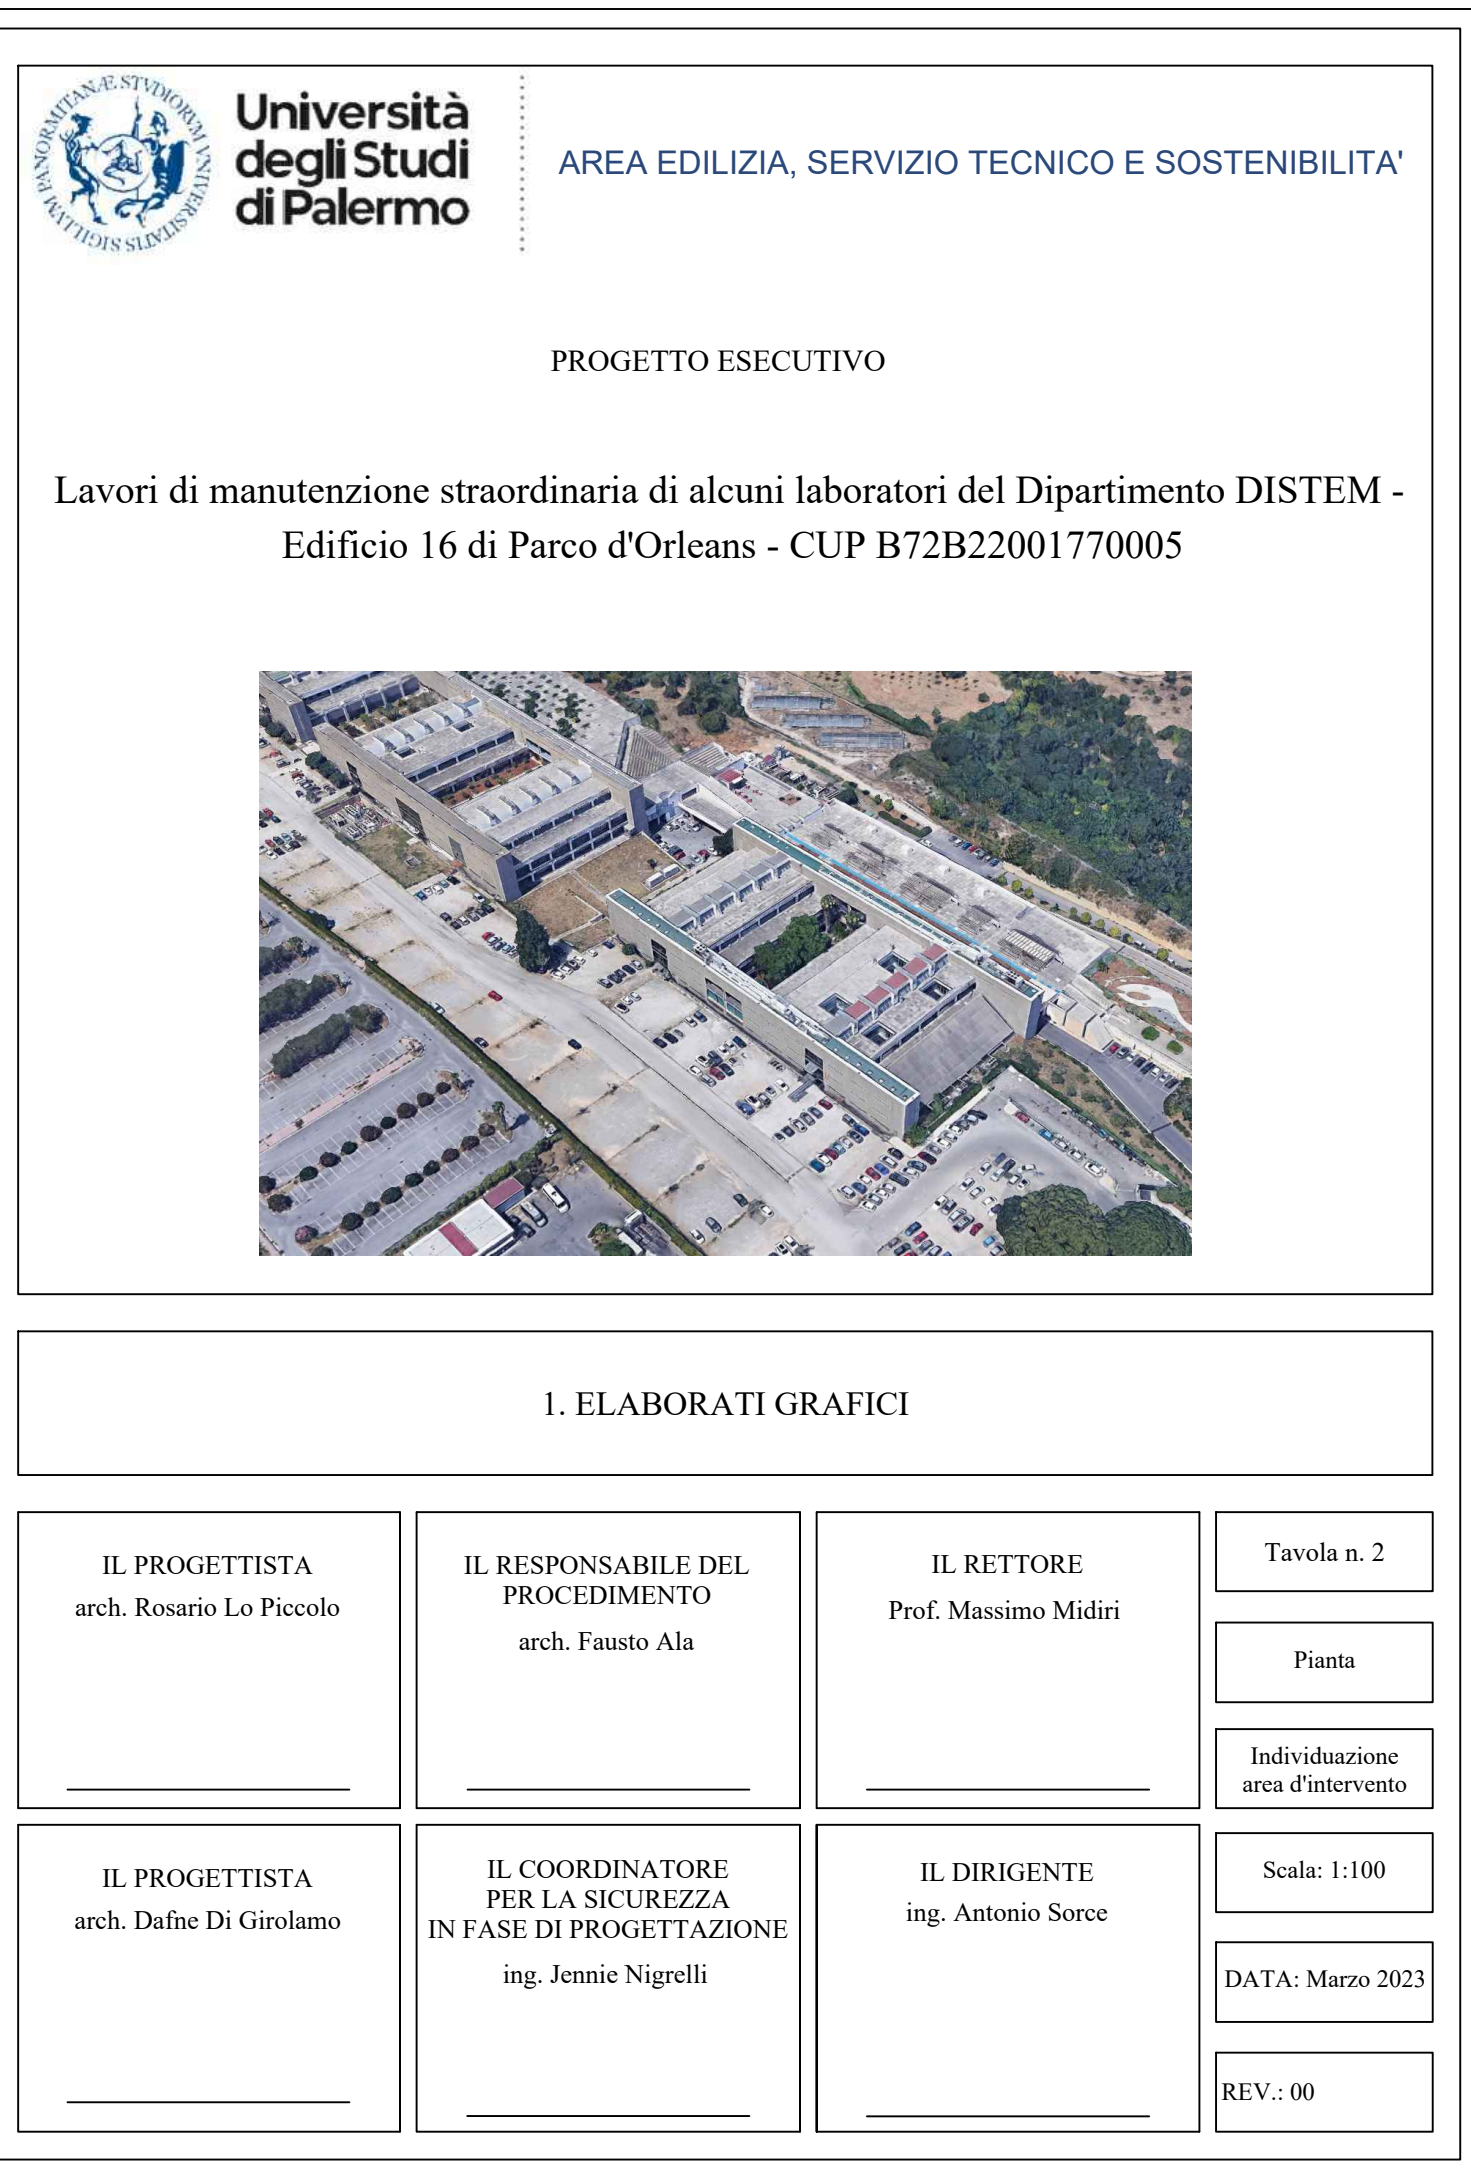 SIGILLVM PANORMITANÆ STVDIORVM VNIVERSITATIS
Università
degli Studi
di Palermo
AREA EDILIZIA, SERVIZIO TECNICO E SOSTENIBILITA'
PROGETTO ESECUTIVO
Lavori di manutenzione straordinaria di alcuni laboratori del Dipartimento DISTEM -
Edificio 16 di Parco d'Orleans - CUP B72B22001770005
1. ELABORATI GRAFICI
IL PROGETTISTA
arch. Rosario Lo Piccolo
IL RESPONSABILE DEL
PROCEDIMENTO
arch. Fausto Ala
IL RETTORE
Prof. Massimo Midiri
Tavola n. 2
Pianta
Individuazione
area d'intervento
IL PROGETTISTA
arch. Dafne Di Girolamo
IL COORDINATORE
PER LA SICUREZZA
IN FASE DI PROGETTAZIONE
ing. Jennie Nigrelli
IL DIRIGENTE
ing. Antonio Sorce
Scala: 1:100
DATA: Marzo 2023
REV.: 00